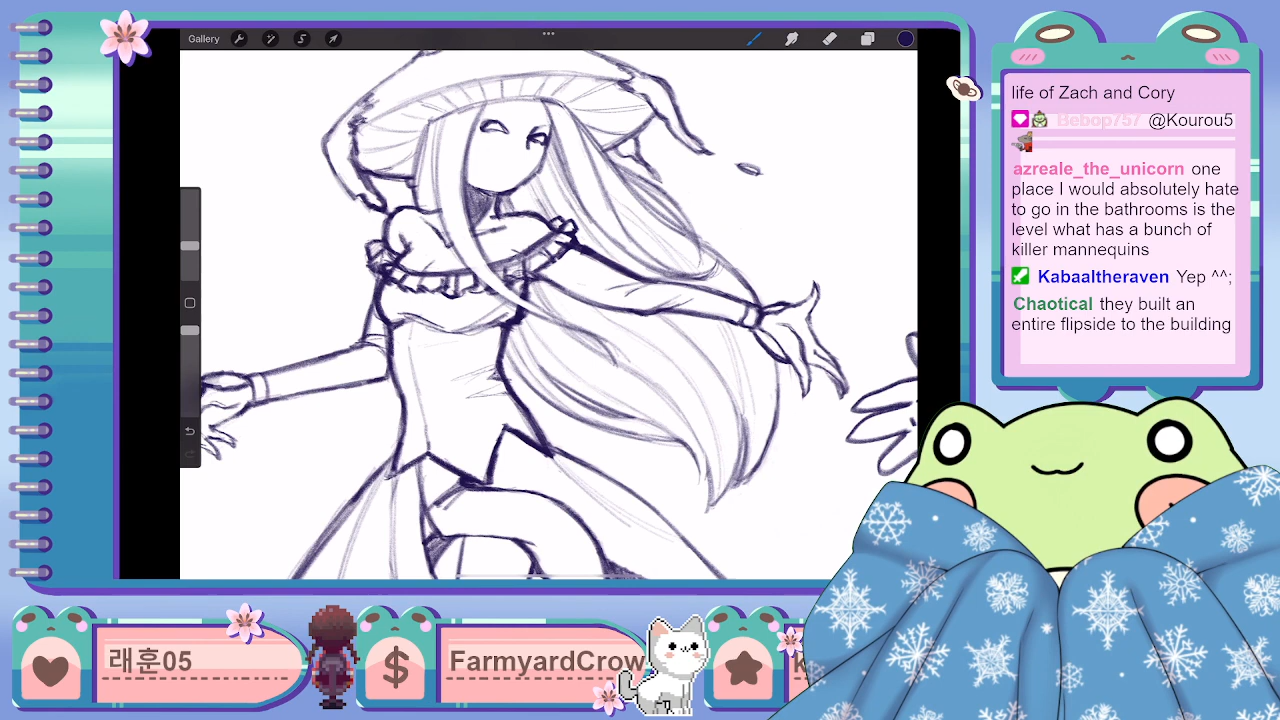 Gallery
life of Zach and Cory
Bebop757 @Kourou5
azreale_the_unicorn one
place I would absolutely hate
to go in the bathrooms is the
level what has a bunch of
killer mannequins
Kabaaltheraven Yep ^^;
Chaotical they built an
entire flipside to the building
래훈05
$ FarmyardCrow